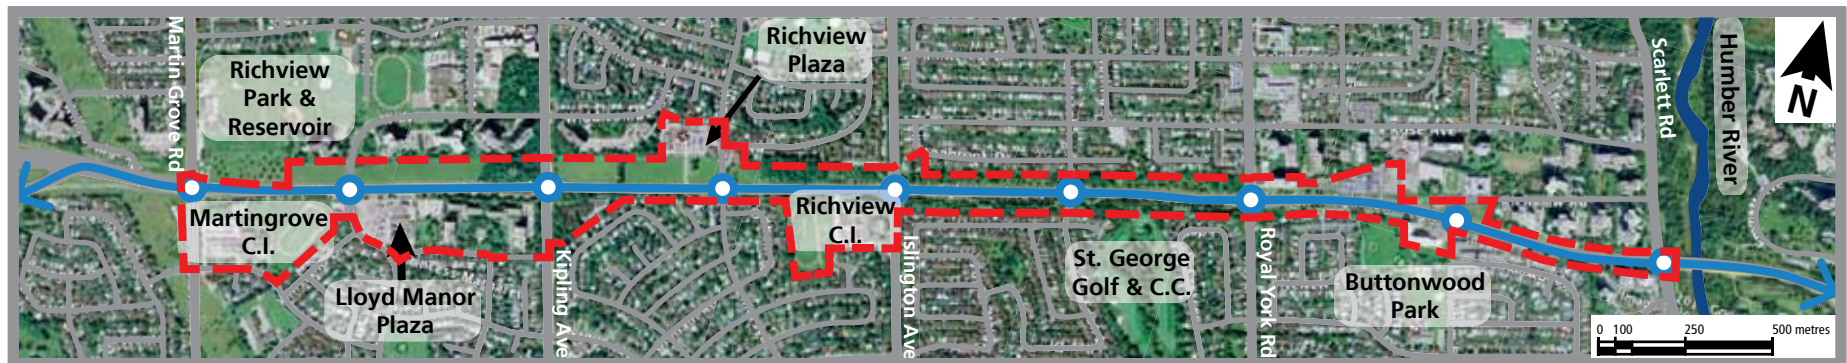 Martin Grove Rd
Richview
Park &
Reservoir
Martingrove
C.I.
Lloyd Manor
Plaza
Kipling Ave
Richview
Plaza
Richview
C.I.
Islington Ave
St. George
Golf & C.C.
Royal York Rd
Buttonwood
Park
Scarlett Rd
Humber River
N
0 100 250 500 metres